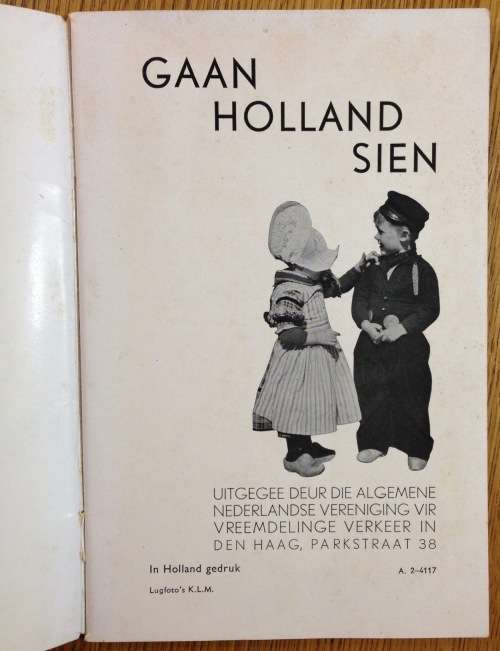 GAAN
HOLLAND
SIEN
UITGEGEE DEUR DIE ALGEMENE
NEDERLANDSE VERENIGING VIR
VREEMDELINGE VERKEER IN
DEN HAAG, PARKSTRAAT 38
In Holland gedruk
A. 2–4117
Lugfoto's K.L.M.